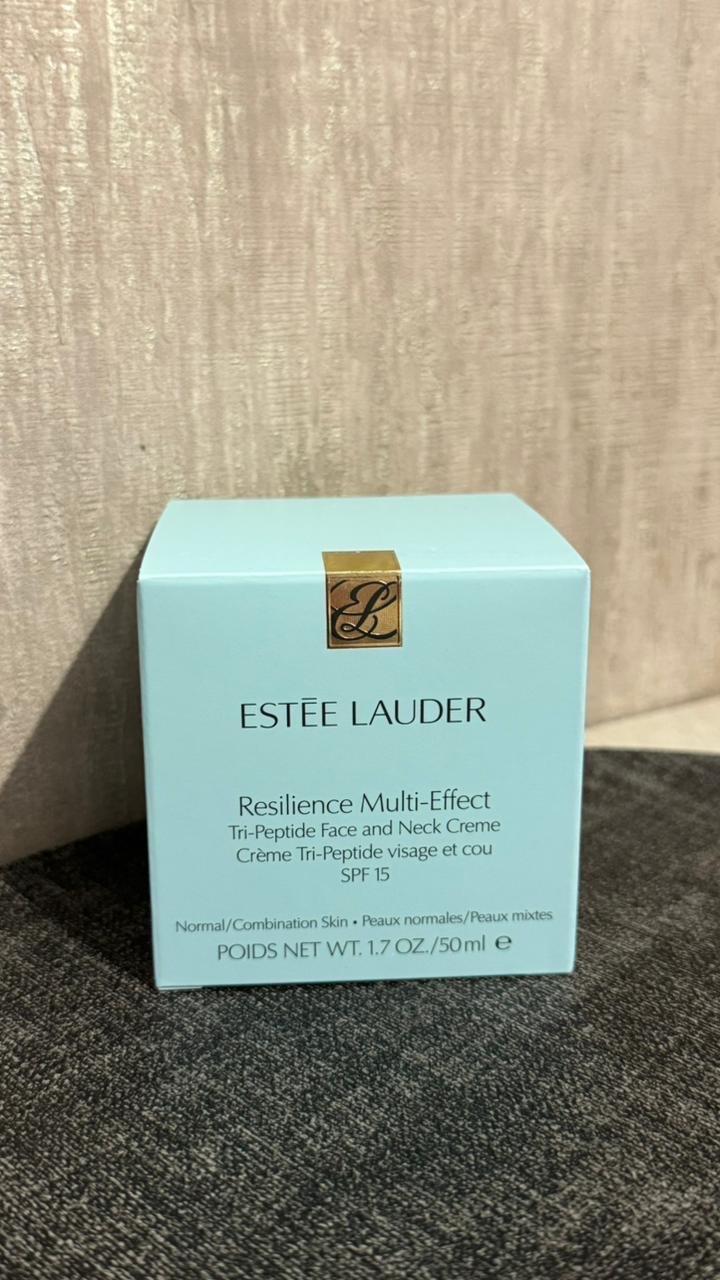 EL
ESTĒE LAUDER
Resilience Multi-Effect
Tri-Peptide Face and Neck Creme
Crème Tri-Peptide visage et cou
SPF 15
Normal/Combination Skin • Peaux normales/Peaux mixtes
POIDS NET WT. 1.7 OZ./50 ml ℮